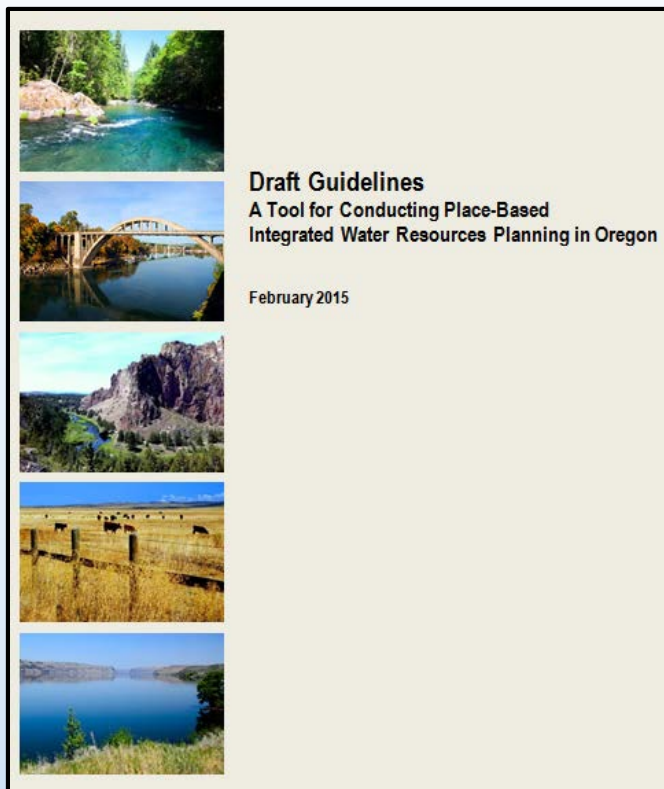 Draft Guidelines
A Tool for Conducting Place-Based
Integrated Water Resources Planning in Oregon
February 2015